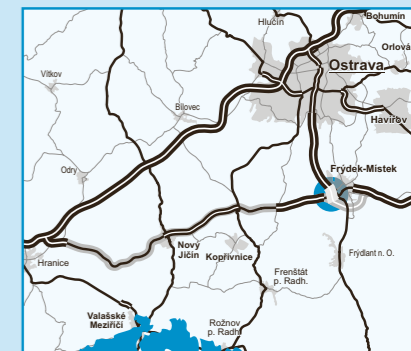 Bohumín
Hlučín
Orlová
Ostrava
Vítkov
Bílovec
Havířov
Odry
Frýdek-Místek
Nový
Jičín
Kopřivnice
Frýdlant n. O.
Hranice
Frenštát
p. Radh.
Valašské
Meziříčí
Rožnov
p. Radh.